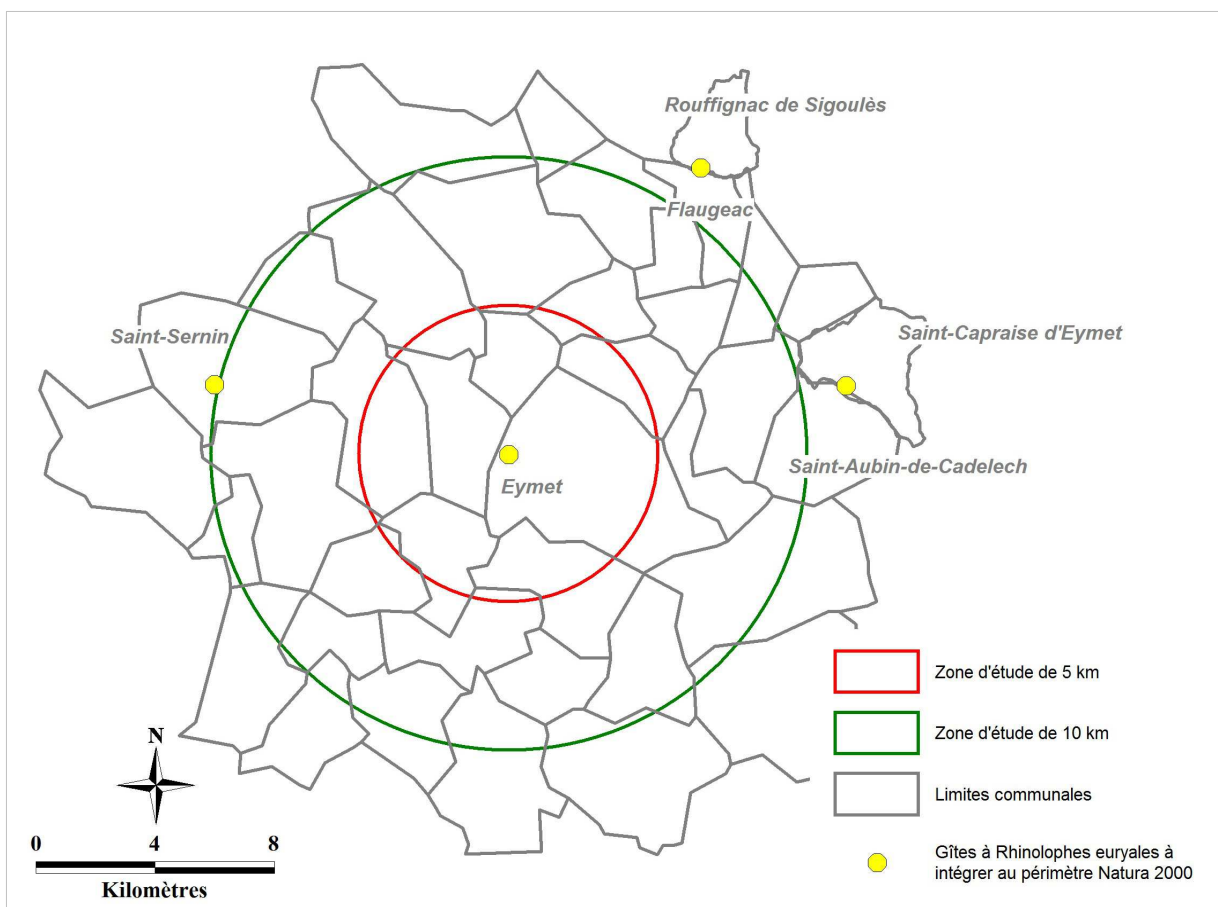 Rouffignac de Sigoulès
Flaugeac
Saint-Sernin
Saint-Capraise d'Eymet
Saint-Aubin-de-Cadelech
Eymet
Zone d'étude de 5 km
Zone d'étude de 10 km
Limites communales
Gîtes à Rhinolophes euryales à
intégrer au périmètre Natura 2000
N
0 4 8
Kilomètres